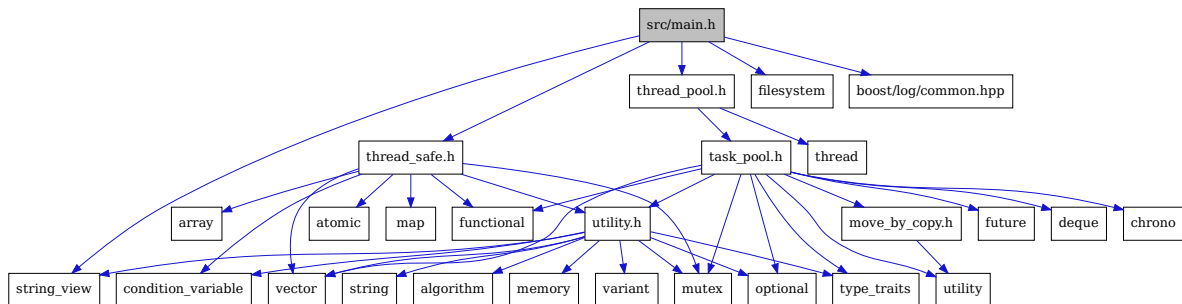 src/main.h
thread_pool.h
filesystem
boost/log/common.hpp
thread_safe.h
task_pool.h
thread
array
atomic
map
functional
utility.h
move_by_copy.h
future
deque
chrono
string_view
condition_variable
vector
string
algorithm
memory
variant
mutex
optional
type_traits
utility